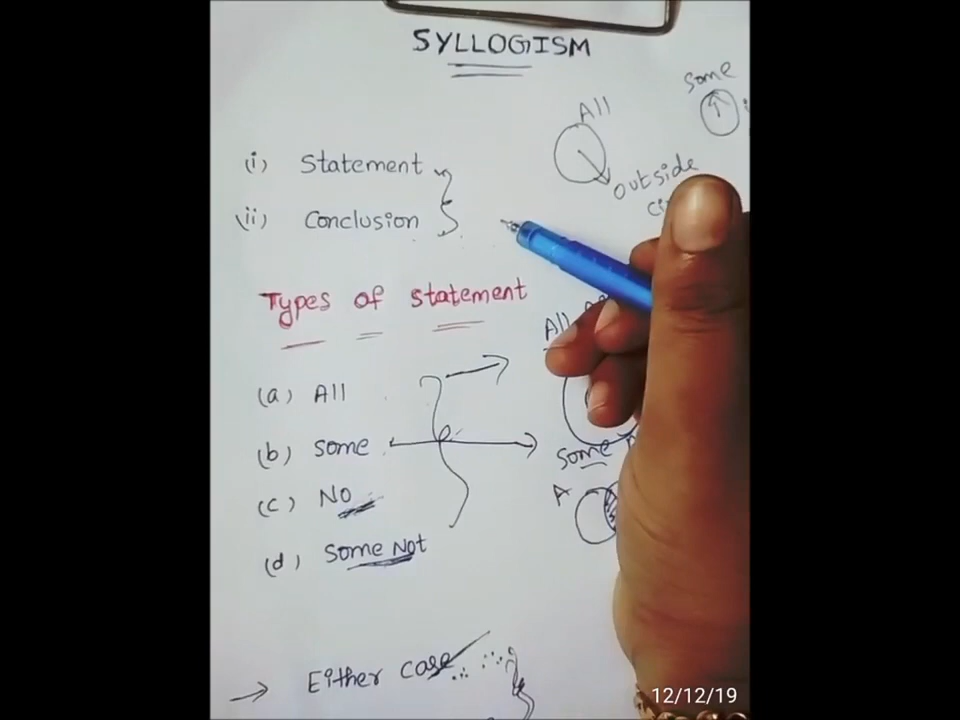 SYLLOGISM
All
Some
outside
(i) Statement
(ii) Conclusion
Types of statement
(a) All
(b) some
(c) No
(d) some Not
All
Some
A
→ Either case
12/12/19